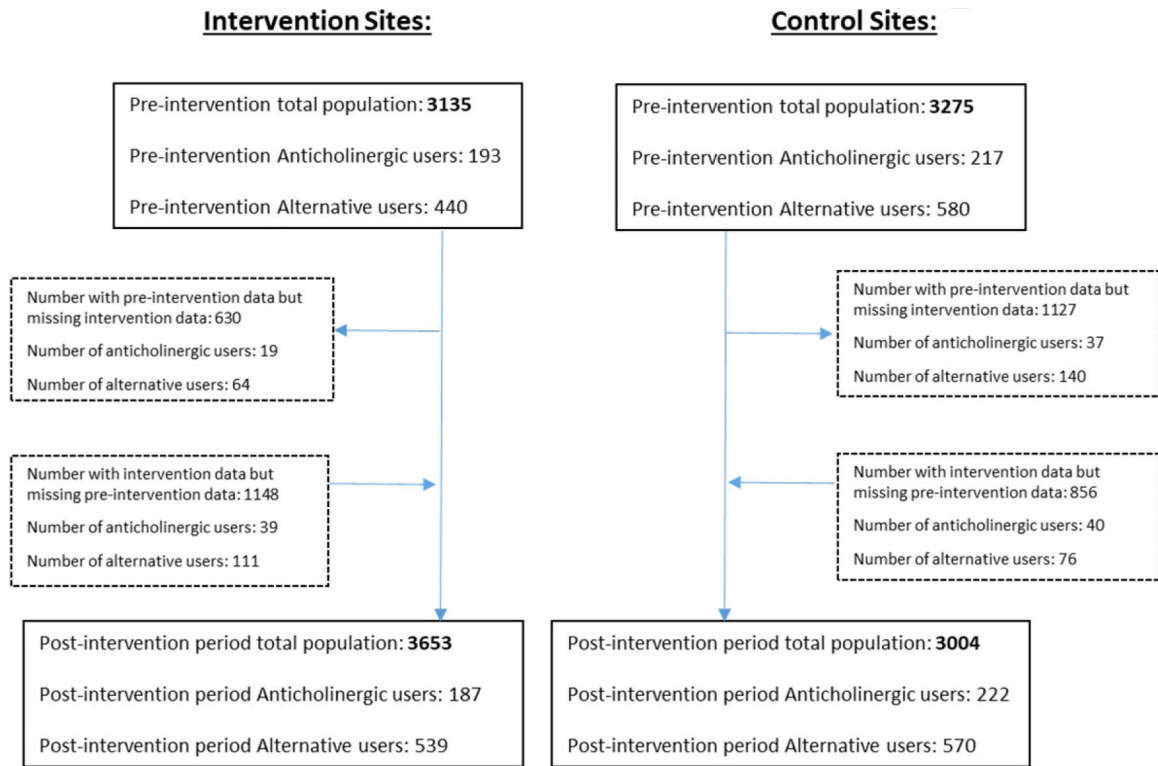 Intervention Sites:
Pre-intervention total population: 3135
Pre-intervention Anticholinergic users: 193
Pre-intervention Alternative users: 440
Number with pre-intervention data but
missing intervention data: 630
Number of anticholinergic users: 19
Number of alternative users: 64
Number with intervention data but
missing pre-intervention data: 1148
Number of anticholinergic users: 39
Number of alternative users: 111
Post-intervention period total population: 3653
Post-intervention period Anticholinergic users: 187
Post-intervention period Alternative users: 539
Control Sites:
Pre-intervention total population: 3275
Pre-intervention Anticholinergic users: 217
Pre-intervention Alternative users: 580
Number with pre-intervention data but
missing intervention data: 1127
Number of anticholinergic users: 37
Number of alternative users: 140
Number with intervention data but
missing pre-intervention data: 856
Number of anticholinergic users: 40
Number of alternative users: 76
Post-intervention period total population: 3004
Post-intervention period Anticholinergic users: 222
Post-intervention period Alternative users: 570